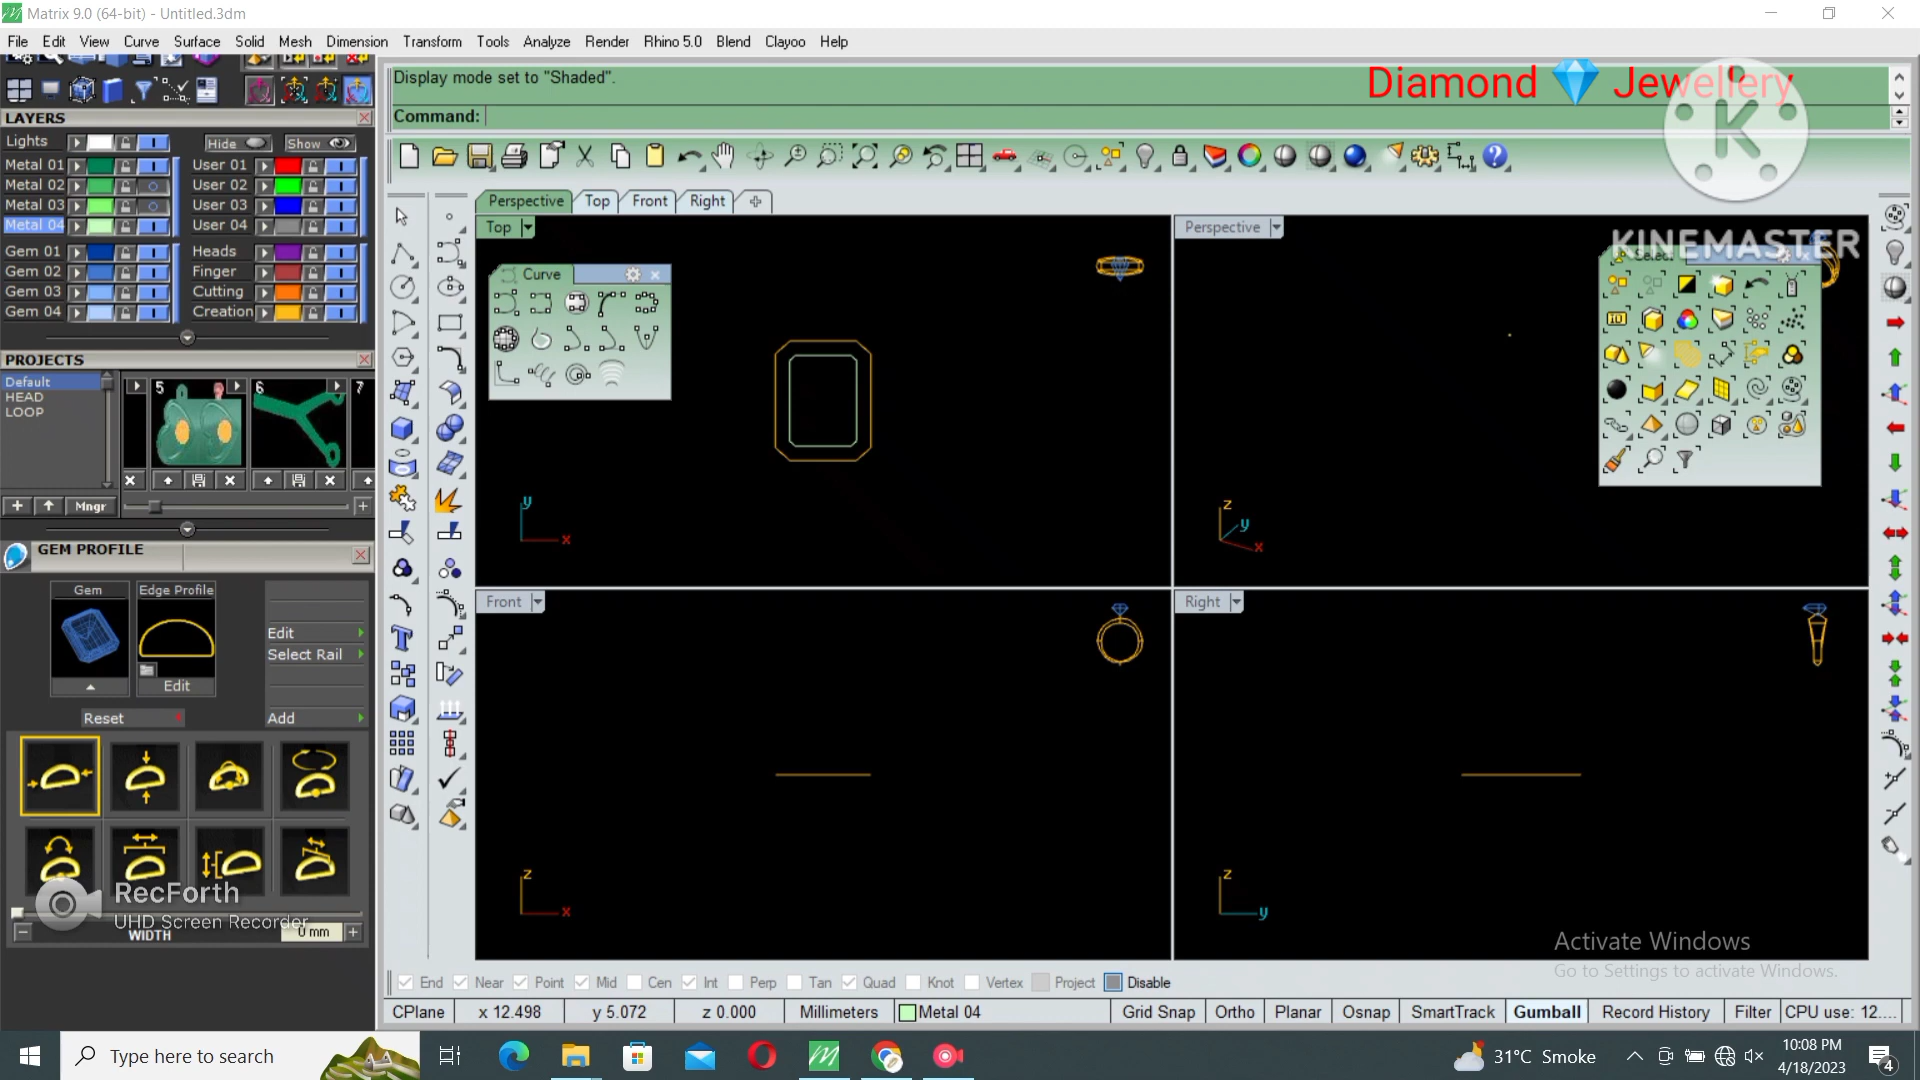 Matrix 9.0 (64-bit) - Untitled.3dm
File Edit View Curve Surface Solid Mesh Dimension Transform Tools Analyze Render Rhino 5.0 Blend Clayoo Help
Display mode set to "Shaded".
Command:
Diamond 💎 Jewellery
K
KINEMASTER
LAYERS
Lights Hide Show
Metal 01 User 01
Metal 02 User 02
Metal 03 User 03
Metal 04 User 04
Gem 01 Heads
Gem 02 Finger
Gem 03 Cutting
Gem 04 Creation
PROJECTS
Default
HEAD
LOOP
5 6 7
Mngr
GEM PROFILE
Gem Edge Profile
Edit
Select Rail
Edit
Reset Add
RecForth
UHD Screen Recorder
WIDTH 0 mm
Perspective Top Front Right
Top
Curve
y
x
Perspective
Select
z
y
x
Front
z
x
Right
z
y
Activate Windows
Go to Settings to activate Windows.
End Near Point Mid Cen Int Perp Tan Quad Knot Vertex Project Disable
CPlane x 12.498 y 5.072 z 0.000 Millimeters Metal 04 Grid Snap Ortho Planar Osnap SmartTrack Gumball Record History Filter CPU use: 12....
Type here to search
31°C Smoke
10:08 PM
4/18/2023
4